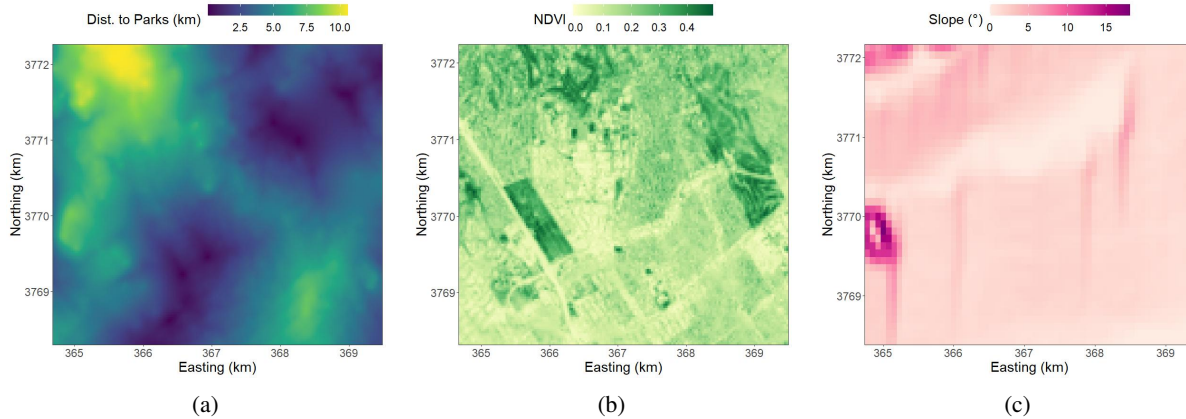 Dist. to Parks (km)
2.5 5.0 7.5 10.0
Northing (km)
3772
3771
3770
3769
365 366 367 368 369
Easting (km)
(a)
NDVI
0.0 0.1 0.2 0.3 0.4
Northing (km)
3772
3771
3770
3769
365 366 367 368 369
Easting (km)
(b)
Slope (°)
0 5 10 15
Northing (km)
3772
3771
3770
3769
365 366 367 368 369
Easting (km)
(c)